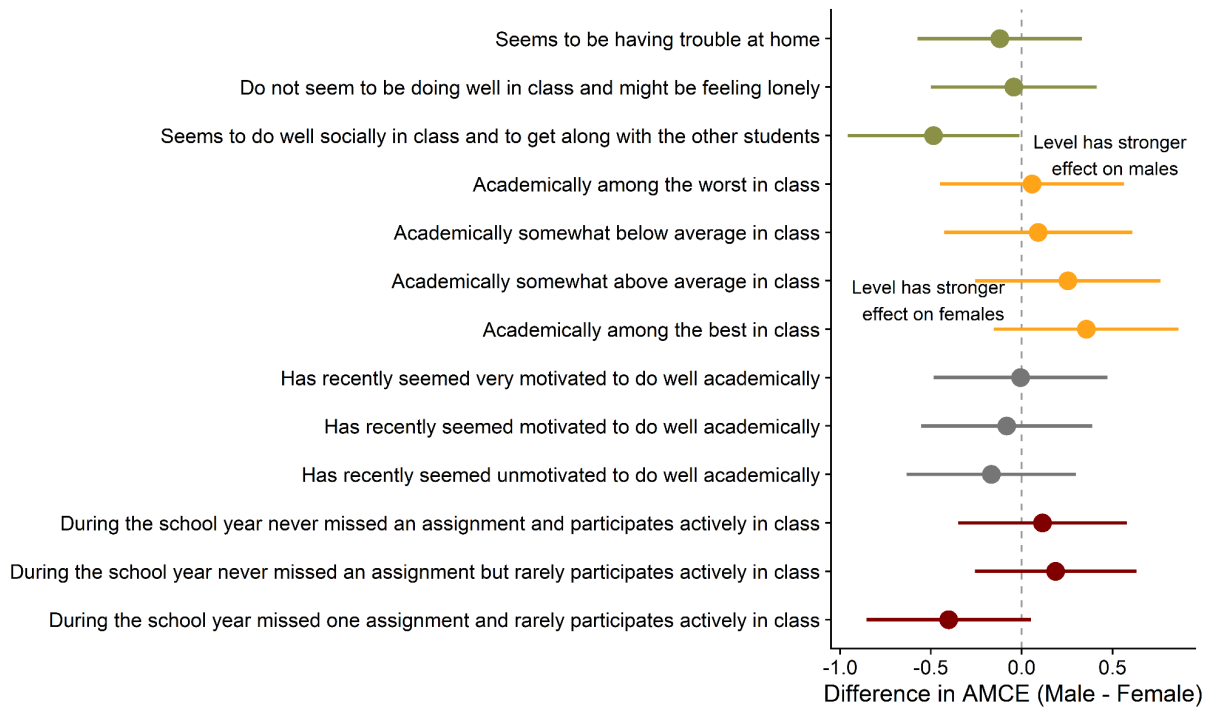 Seems to be having trouble at home
Do not seem to be doing well in class and might be feeling lonely
Seems to do well socially in class and to get along with the other students
Level has stronger
effect on males
Academically among the worst in class
Academically somewhat below average in class
Academically somewhat above average in class
Level has stronger
effect on females
Academically among the best in class
Has recently seemed very motivated to do well academically
Has recently seemed motivated to do well academically
Has recently seemed unmotivated to do well academically
During the school year never missed an assignment and participates actively in class
During the school year never missed an assignment but rarely participates actively in class
During the school year missed one assignment and rarely participates actively in class
-1.0 -0.5 0.0 0.5
Difference in AMCE (Male - Female)